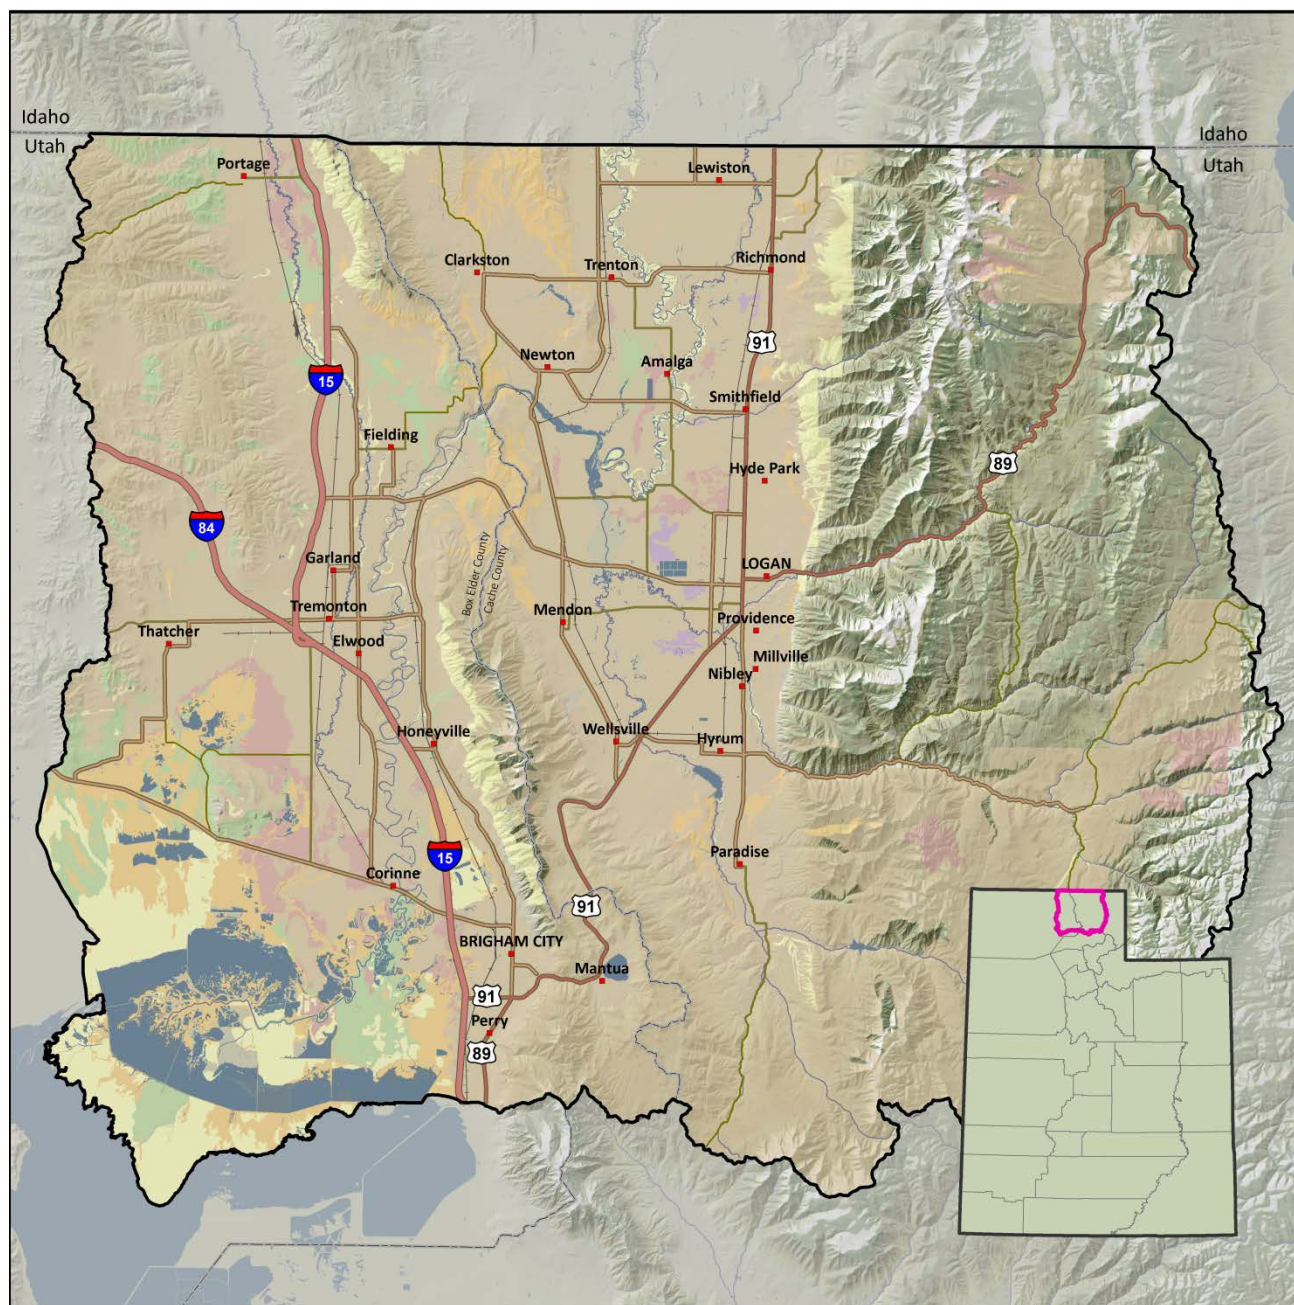 Idaho
Utah
Idaho
Utah
Portage
Lewiston
Clarkston
Trenton
Richmond
91
Newton
Amalga
15
Smithfield
Fielding
Hyde Park
89
84
Garland
LOGAN
Box Elder County
Cache County
Tremonton
Mendon
Providence
Thatcher
Elwood
Millville
Nibley
Honeyville
Wellsville
Hyrum
15
Paradise
Corinne
91
BRIGHAM CITY
Mantua
91
Perry
89